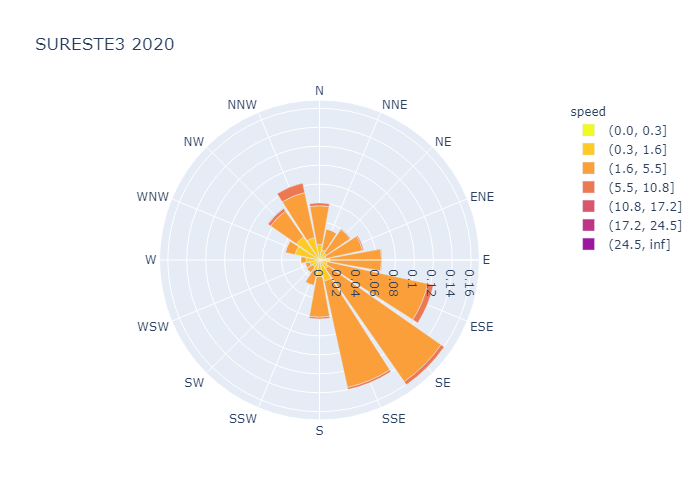 SURESTE3 2020
N
NNE
NE
ENE
E
ESE
SE
SSE
S
SSW
SW
WSW
W
WNW
NW
NNW
0
0.02
0.04
0.06
0.08
0.1
0.12
0.14
0.16
speed
(0.0, 0.3]
(0.3, 1.6]
(1.6, 5.5]
(5.5, 10.8]
(10.8, 17.2]
(17.2, 24.5]
(24.5, inf]